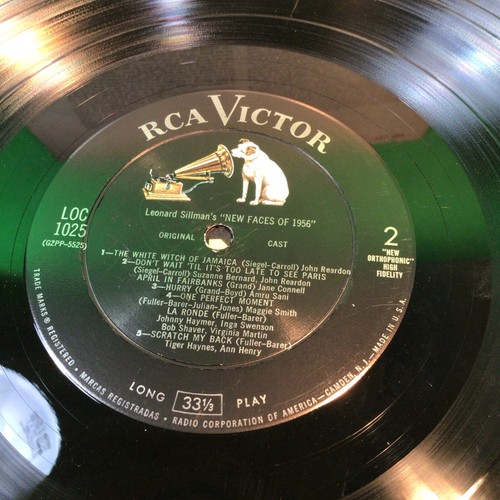 RCA VICTOR
LOC
1025
(G2PP-5525)
Leonard Sillman's "NEW FACES OF 1956"
ORIGINAL CAST
2
"NEW
ORTHOPHONIC"
HIGH
FIDELITY
1—THE WHITE WITCH OF JAMAICA (Siegel-Carroll) John Reardon
2—DON'T WAIT 'TIL IT'S TOO LATE TO SEE PARIS
(Siegel-Carroll) Suzanne Bernard, John Reardon
APRIL IN FAIRBANKS (Grand) Jane Connell
3—HURRY (Grand-Boyd) Amru Sani
4—ONE PERFECT MOMENT
(Fuller-Barer-Julian-Jones) Maggie Smith
LA RONDE (Fuller-Barer)
Johnny Haymer, Inga Swenson
Bob Shaver, Virginia Martin
5—SCRATCH MY BACK (Fuller-Barer)
Tiger Haynes, Ann Henry
LONG 33⅓ PLAY
TRADE MARKS ® REGISTERED • MARCAS REGISTRADAS • RADIO CORPORATION OF AMERICA—CAMDEN, N.J.—MADE IN U.S.A.